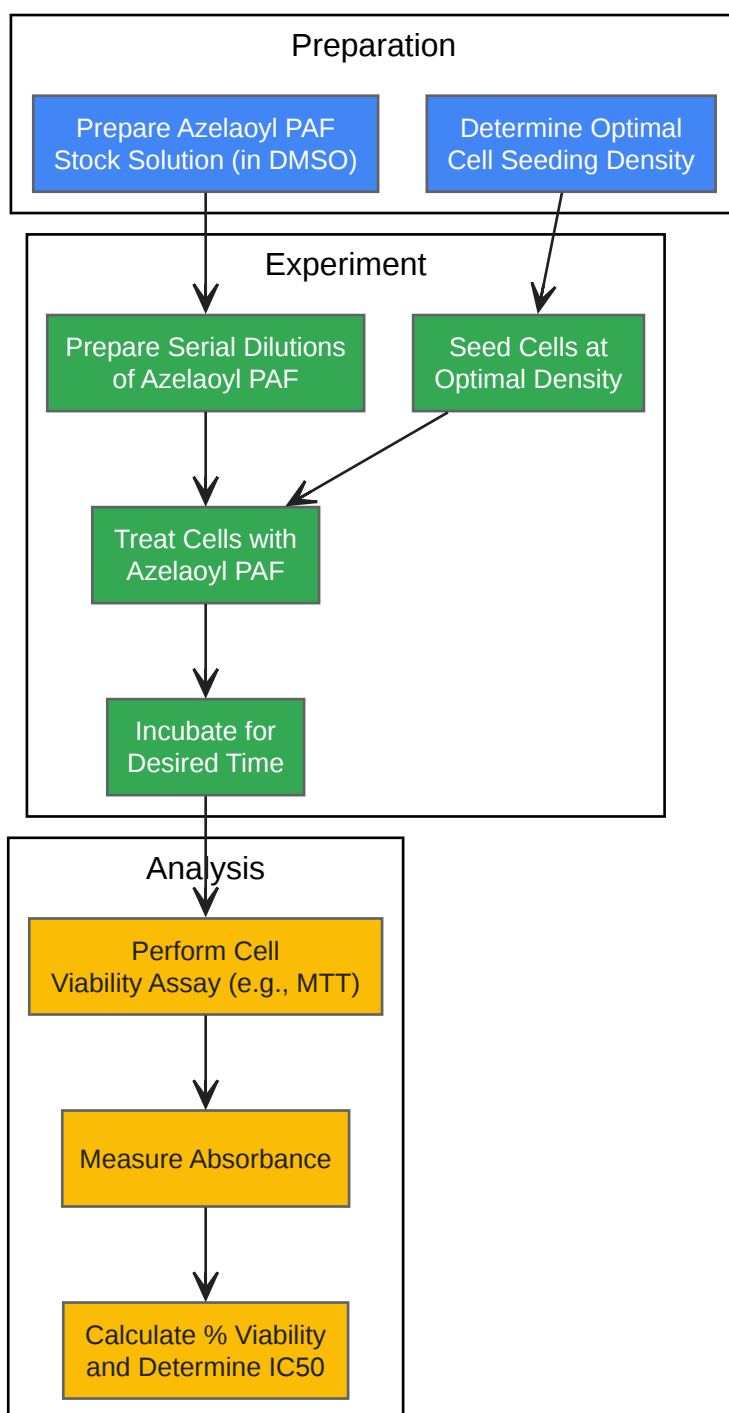 Preparation
Prepare Azelaoyl PAF
Stock Solution (in DMSO)
Determine Optimal
Cell Seeding Density
Experiment
Prepare Serial Dilutions
of Azelaoyl PAF
Seed Cells at
Optimal Density
Treat Cells with
Azelaoyl PAF
Incubate for
Desired Time
Analysis
Perform Cell
Viability Assay (e.g., MTT)
Measure Absorbance
Calculate % Viability
and Determine IC50